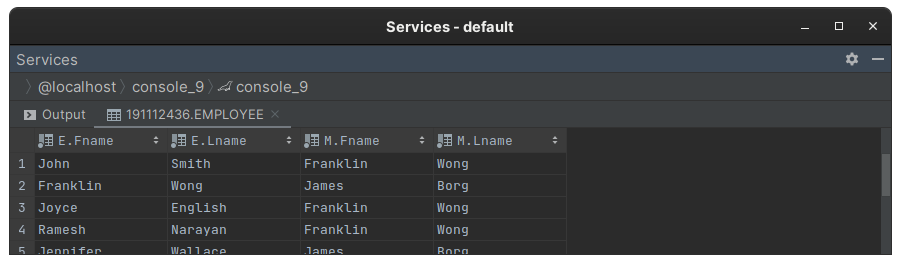 Services - default
Services
@localhost console_9 console_9
Output 191112436.EMPLOYEE
E.Fname E.Lname M.Fname M.Lname
1 John Smith Franklin Wong
2 Franklin Wong James Borg
3 Joyce English Franklin Wong
4 Ramesh Narayan Franklin Wong
5 Jennifer Wallace James Borg